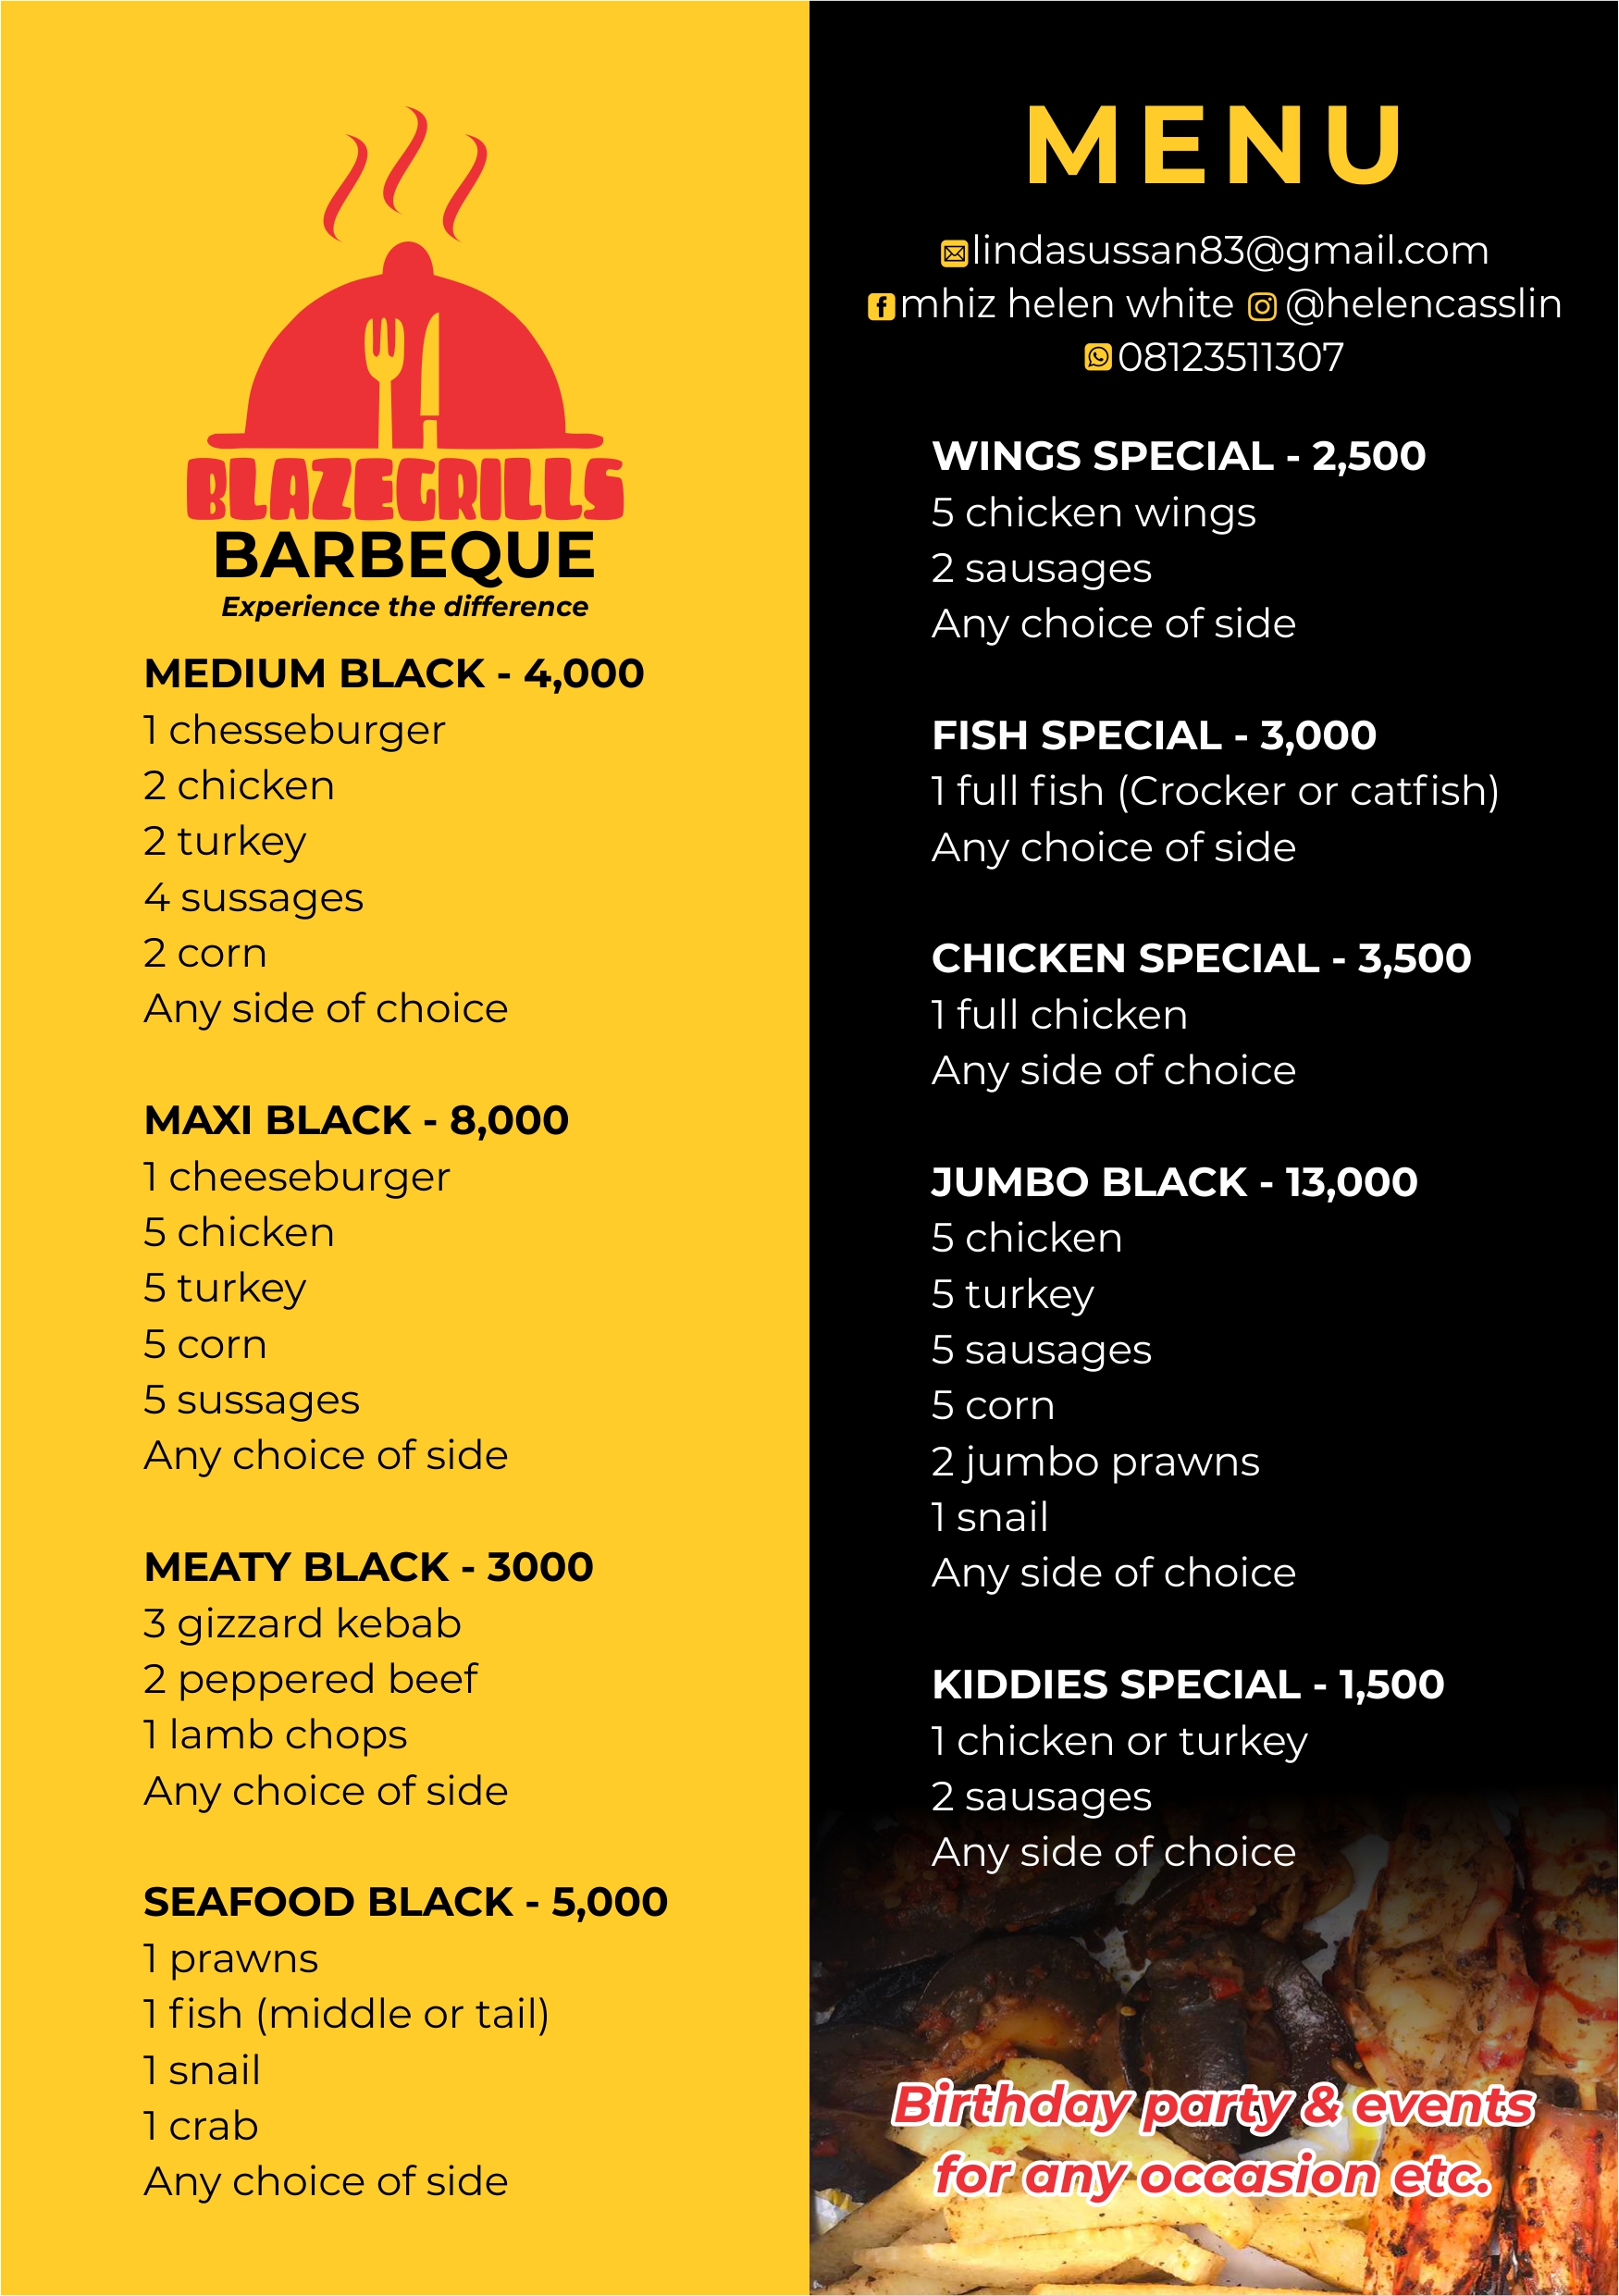 BLAZEGRILLS
BARBEQUE
Experience the difference
MEDIUM BLACK - 4,000
1 chesseburger
2 chicken
2 turkey
4 sussages
2 corn
Any side of choice
MAXI BLACK - 8,000
1 cheeseburger
5 chicken
5 turkey
5 corn
5 sussages
Any choice of side
MEATY BLACK - 3000
3 gizzard kebab
2 peppered beef
1 lamb chops
Any choice of side
SEAFOOD BLACK - 5,000
1 prawns
1 fish (middle or tail)
1 snail
1 crab
Any choice of side
MENU
lindasussan83@gmail.com
mhiz helen white @helencasslin
08123511307
WINGS SPECIAL - 2,500
5 chicken wings
2 sausages
Any choice of side
FISH SPECIAL - 3,000
1 full fish (Crocker or catfish)
Any choice of side
CHICKEN SPECIAL - 3,500
1 full chicken
Any side of choice
JUMBO BLACK - 13,000
5 chicken
5 turkey
5 sausages
5 corn
2 jumbo prawns
1 snail
Any side of choice
KIDDIES SPECIAL - 1,500
1 chicken or turkey
2 sausages
Any side of choice
Birthday party & events
for any occasion etc.